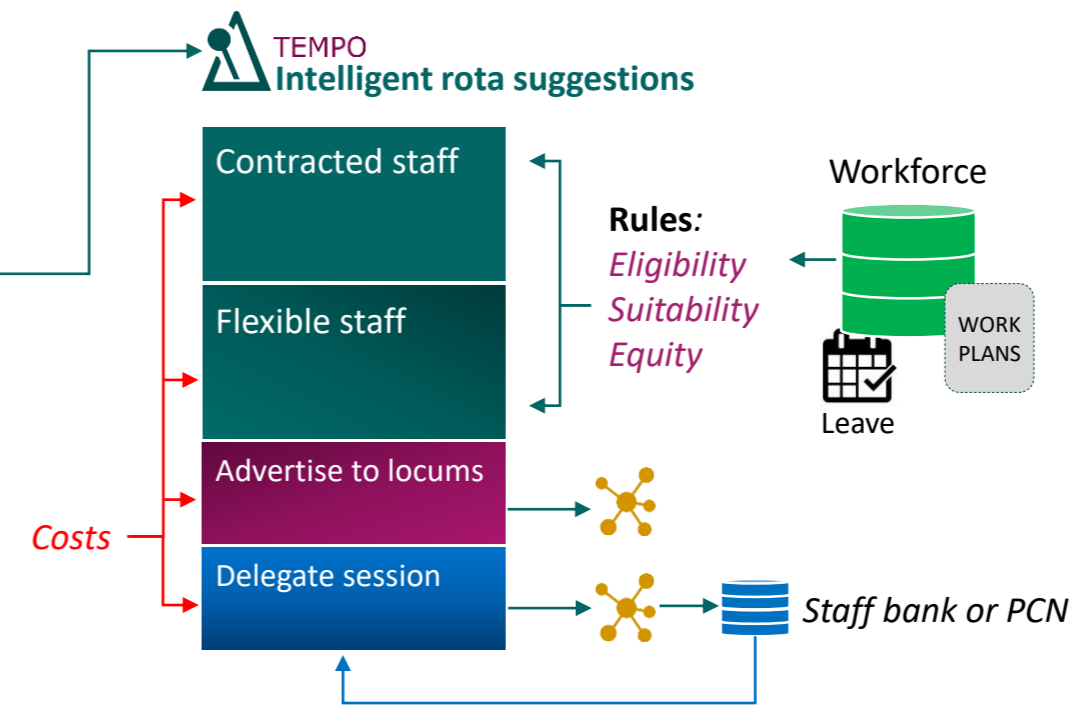 TEMPO
Intelligent rota suggestions
Contracted staff
Flexible staff
Advertise to locums
Delegate session
Costs
Rules:
Eligibility
Suitability
Equity
Workforce
WORK
PLANS
Leave
Staff bank or PCN